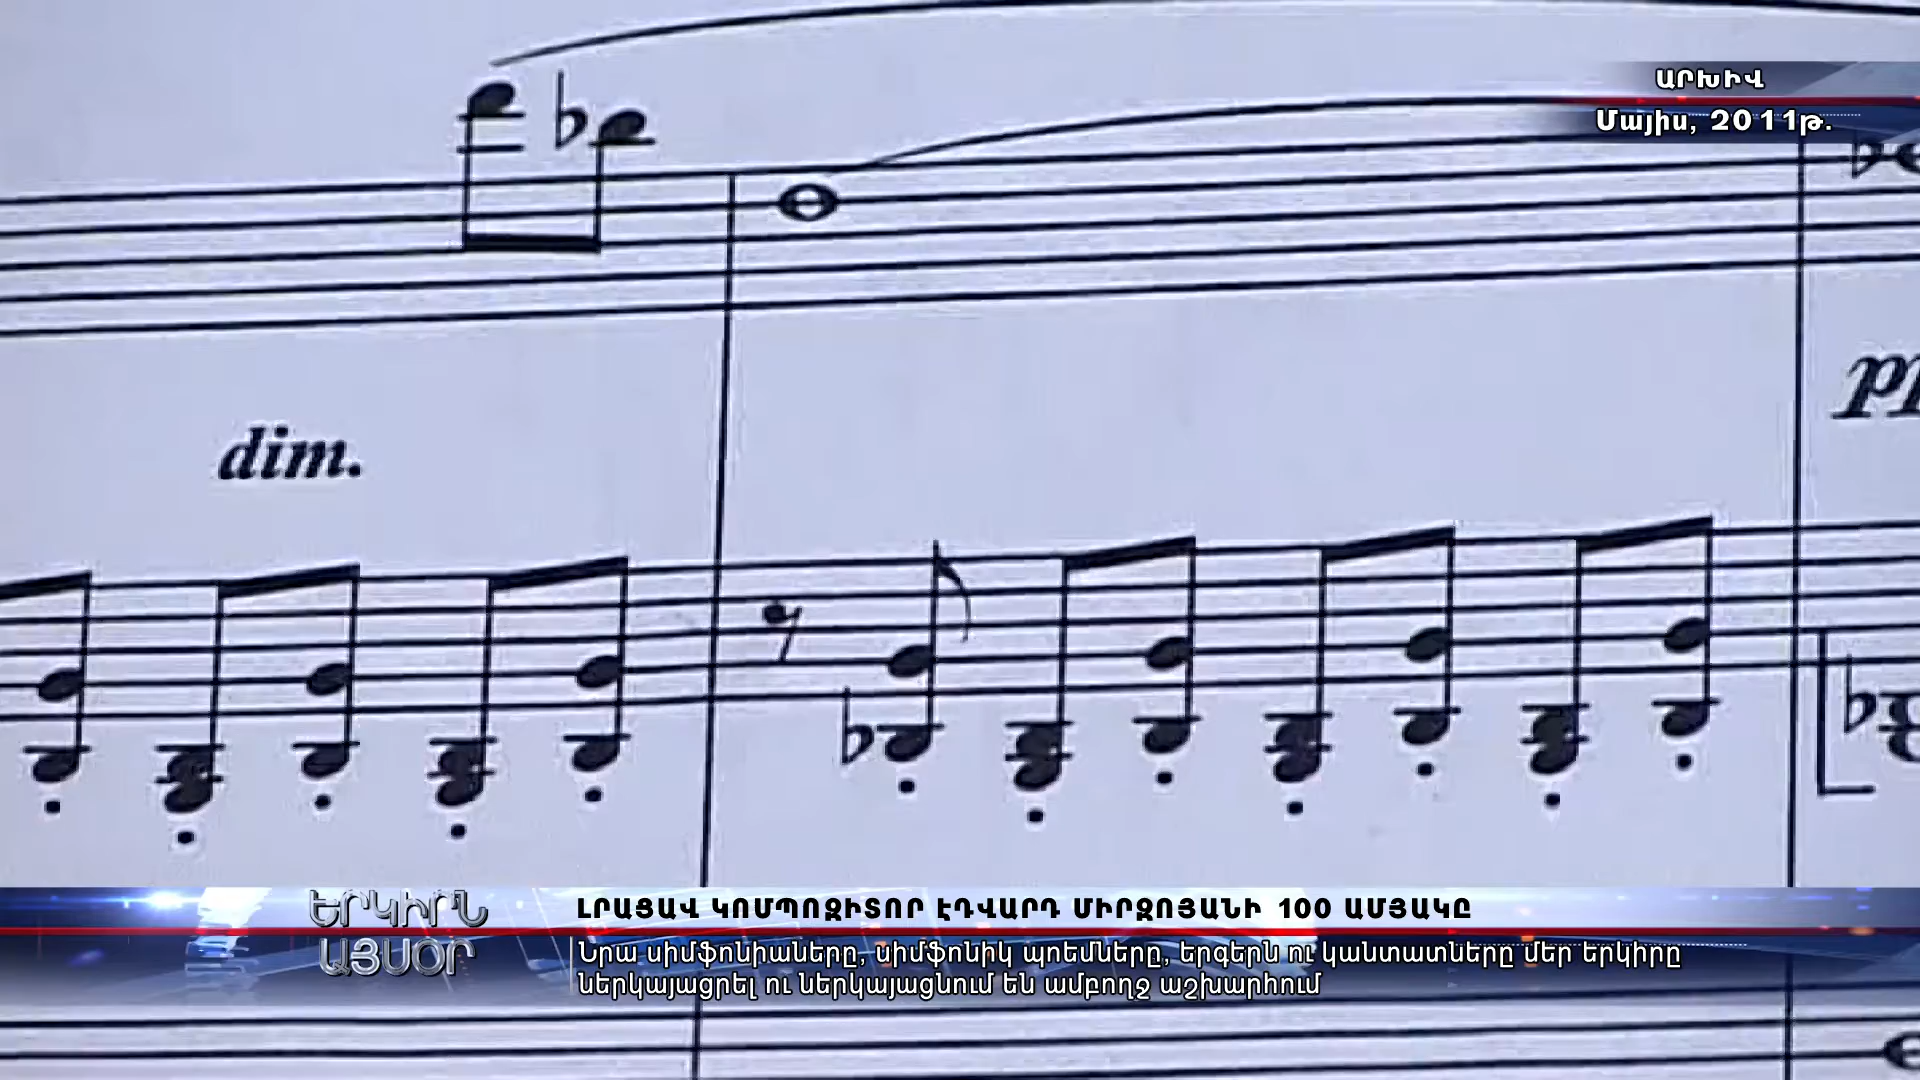 ԱՐԽԻՎ
Մայիս, 2011թ.
dim.
ԵՐԿԻՐՆ
ԱՅՍՕՐ
ԼՐԱՑԱՎ ԿՈՄՊՈԶԻՏՈՐ ԷԴՎԱՐԴ ՄԻՐԶՈՅԱՆԻ 100 ԱՄՅԱԿԸ
Նրա սիմֆոնիաները, սիմֆոնիկ պոեմները, երգերն ու կանտատները մեր երկիրը
ներկայացրել ու ներկայացնում են ամբողջ աշխարհում